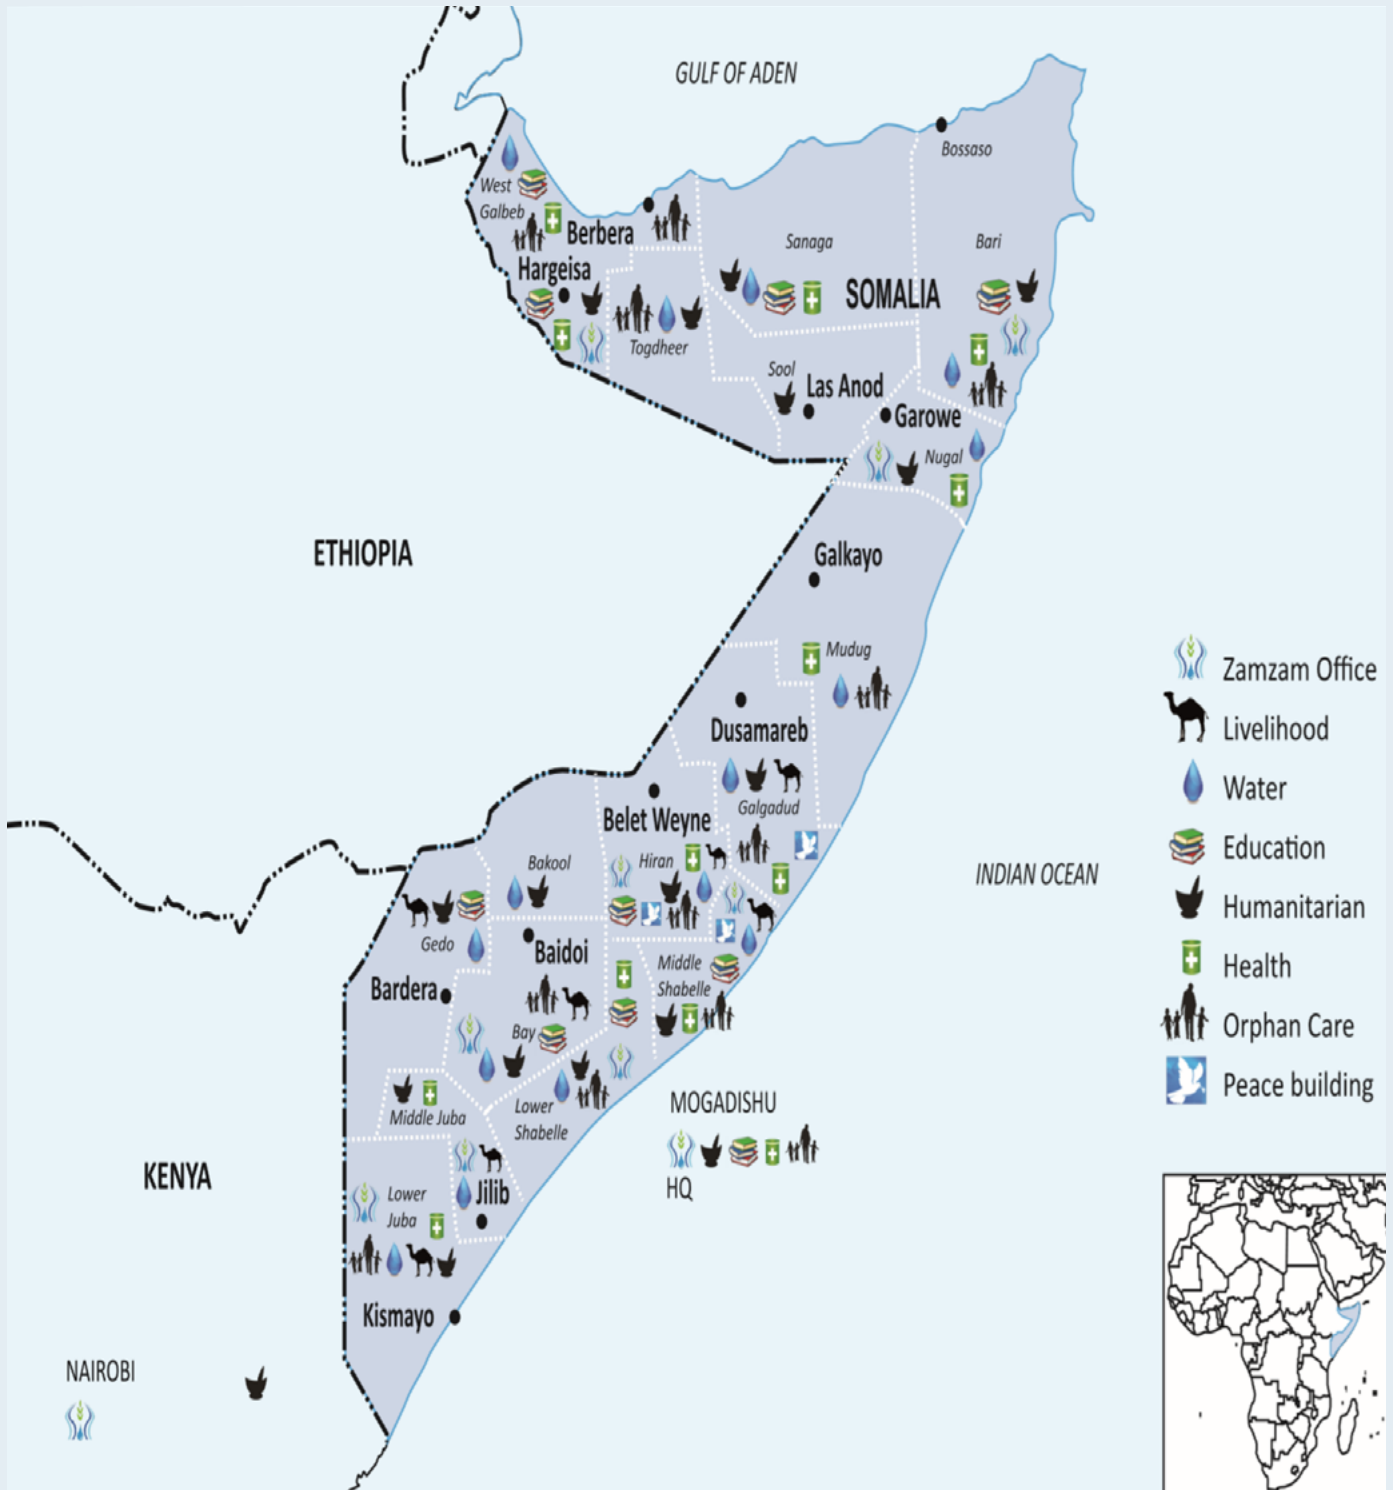 GULF OF ADEN
Bossaso
West
Galbeb
Berbera
Sanaga
Bari
Hargeisa
SOMALIA
Togdheer
Sool
Las Anod
Garowe
Nugal
ETHIOPIA
Galkayo
Mudug
Zamzam Office
Dusamareb
Livelihood
Water
Galgadud
Belet Weyne
Education
Hiran
Bakool
INDIAN OCEAN
Humanitarian
Gedo
Baidoi
Middle
Shabelle
Health
Bardera
Bay
Orphan Care
Peace building
MOGADISHU
Lower
Shabelle
Middle Juba
KENYA
HQ
Jilib
Lower
Juba
Kismayo
NAIROBI